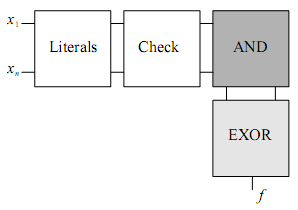 x1
Literals
Check
AND
xn
EXOR
f